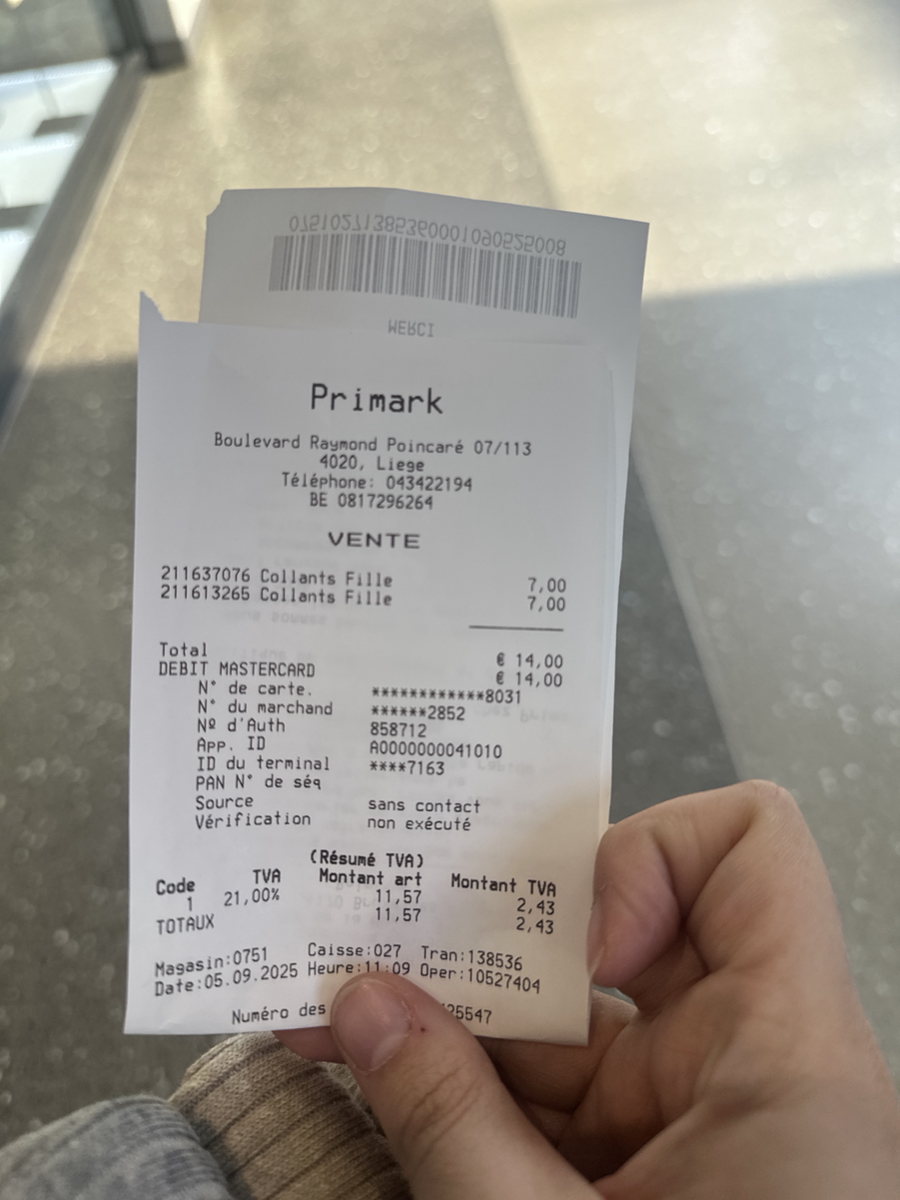 07510271385360001090525008
MERCI
Primark
Boulevard Raymond Poincaré 07/113
4020, Liege
Téléphone: 043422194
BE 0817296264
VENTE
211637076 Collants Fille 7,00
211613265 Collants Fille 7,00
Total € 14,00
DEBIT MASTERCARD € 14,00
N° de carte. ************8031
N° du marchand ******2852
Nº d'Auth 858712
App. ID A0000000041010
ID du terminal ****7163
PAN N° de séq
Source sans contact
Vérification non exécuté
(Résumé TVA)
Code TVA Montant art Montant TVA
1 21,00% 11,57 2,43
TOTAUX 11,57 2,43
Magasin:0751 Caisse:027 Tran:138536
Date:05.09.2025 Heure:11:09 Oper:10527404
Numéro des 25547